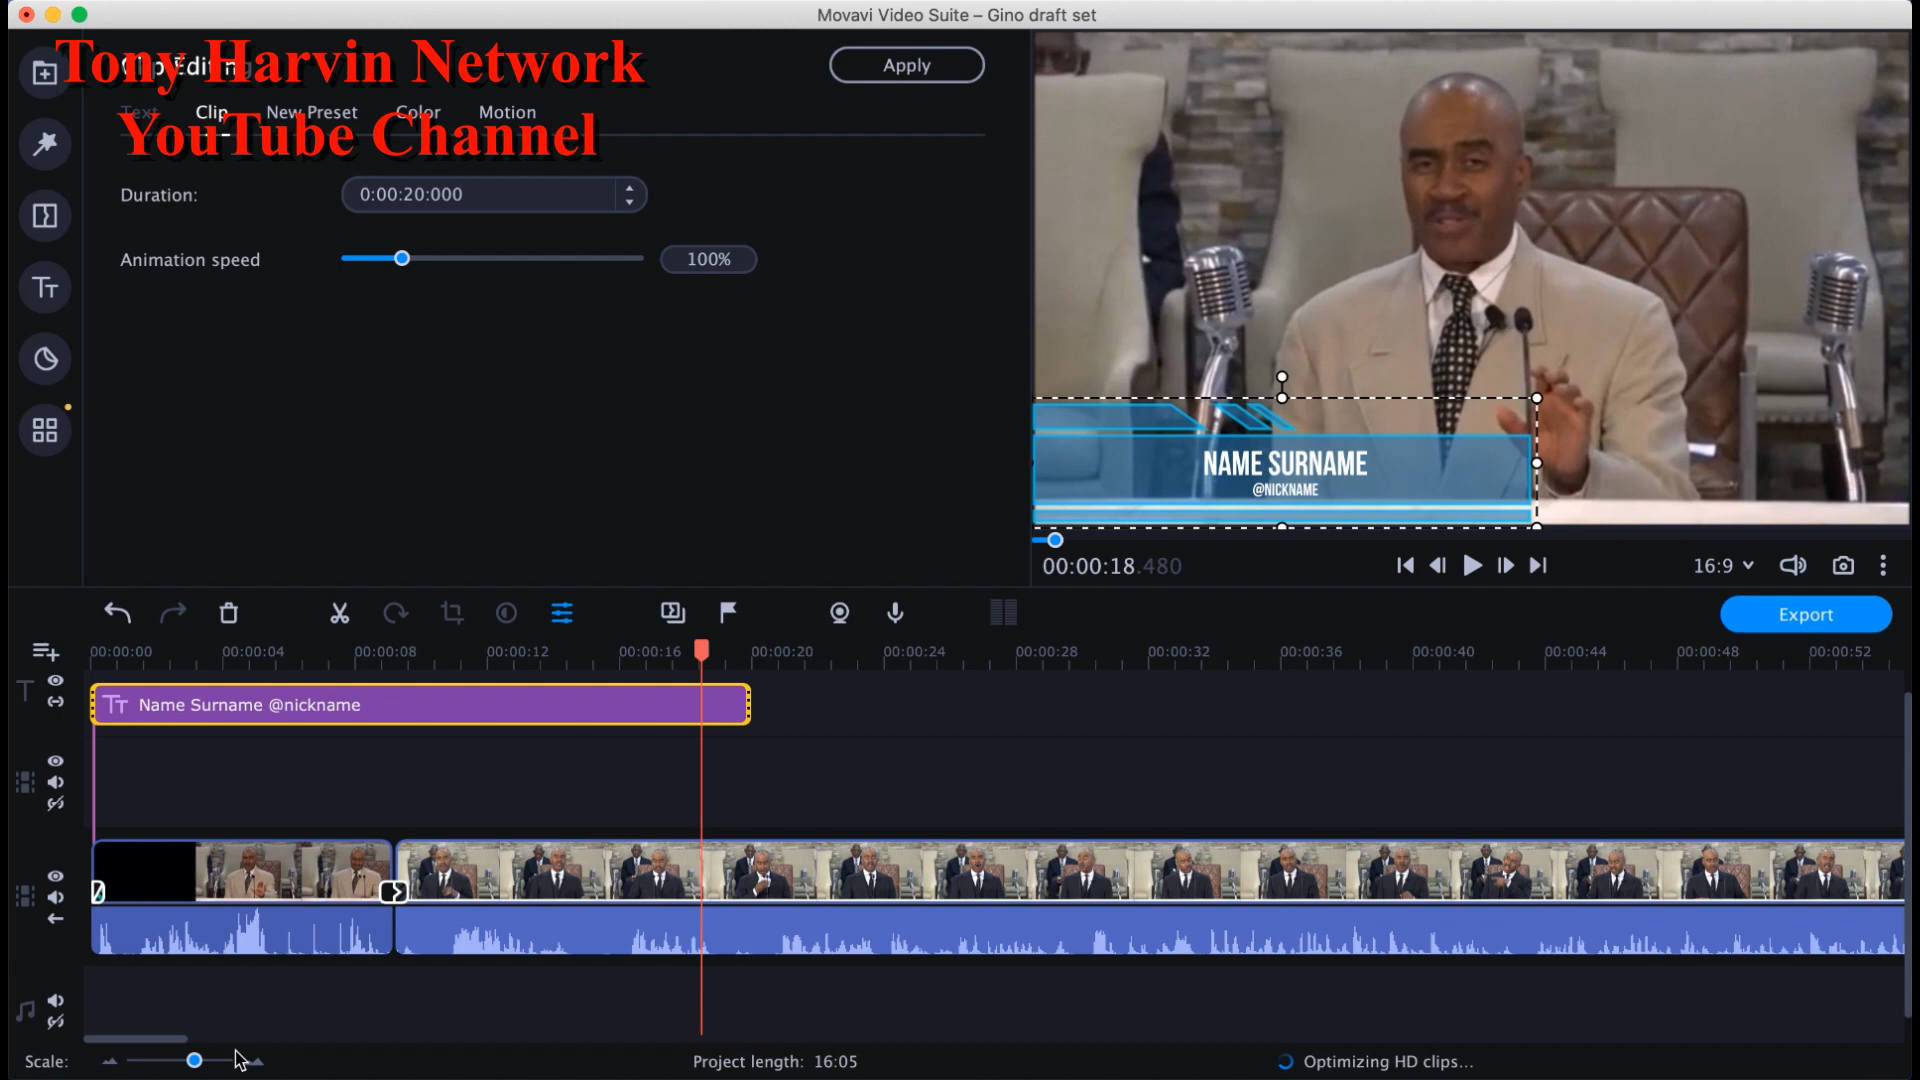 Movavi Video Suite – Gino draft set
Tony Harvin Network
YouTube Channel
Clip Editing
Apply
Text Clip New Preset Color Motion
Duration: 0:00:20:000
Animation speed 100%
NAME SURNAME
@NICKNAME
00:00:18.480
16:9
Export
00:00:00 00:00:04 00:00:08 00:00:12 00:00:16 00:00:20 00:00:24 00:00:28 00:00:32 00:00:36 00:00:40 00:00:44 00:00:48 00:00:52
Name Surname @nickname
Scale:
Project length: 16:05
Optimizing HD clips...